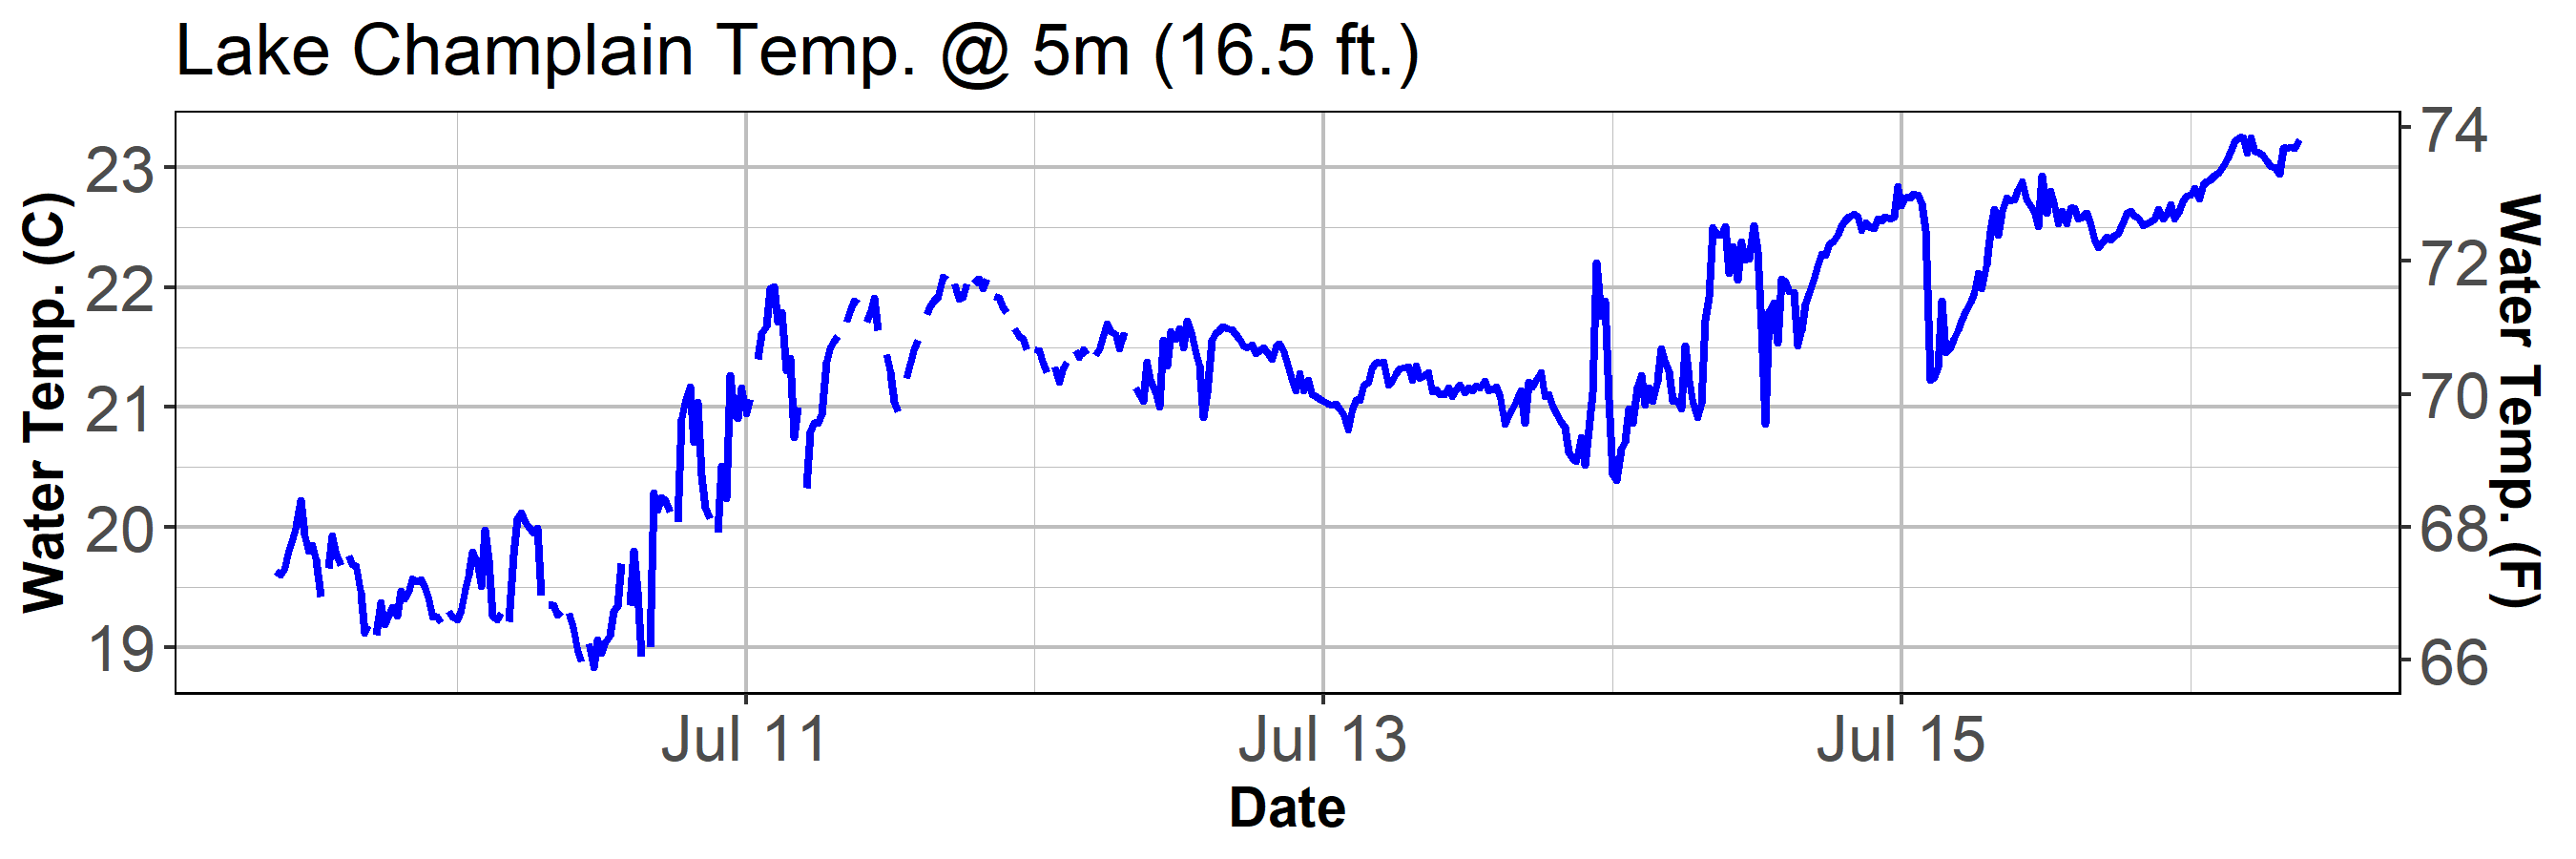 Lake Champlain Temp. @ 5m (16.5 ft.)
Water Temp. (C)
23
22
21
20
19
74
72
70
68
66
Water Temp. (F)
Jul 11 Jul 13 Jul 15
Date